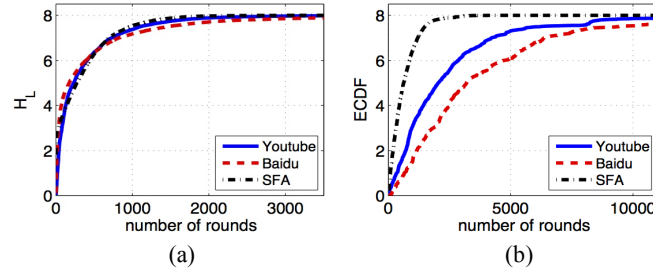 8
6
4
2
0
H_L
0
1000
2000
3000
number of rounds
Youtube
Baidu
SFA
(a)
8
6
4
2
0
ECDF
0
5000
10000
number of rounds
Youtube
Baidu
SFA
(b)